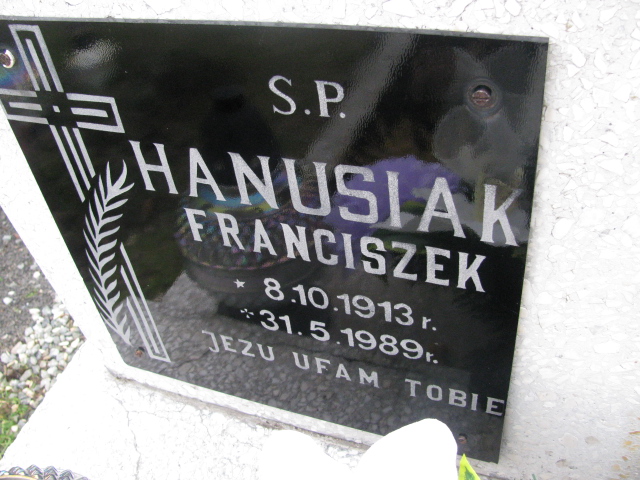 S.P.
HANUSIAK
FRANCISZEK
* 8.10.1913 r.
÷ 31.5.1989 r.
JEZU UFAM TOBIE